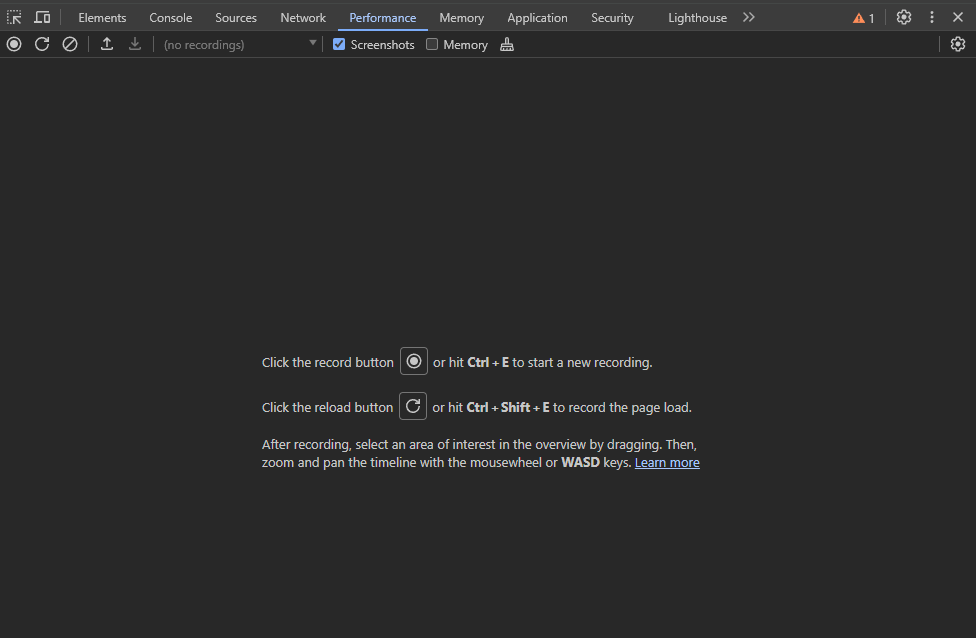 Elements Console Sources Network Performance Memory Application Security Lighthouse 1
(no recordings) Screenshots Memory
Click the record button or hit Ctrl + E to start a new recording.
Click the reload button or hit Ctrl + Shift + E to record the page load.
After recording, select an area of interest in the overview by dragging. Then,
zoom and pan the timeline with the mousewheel or WASD keys. Learn more